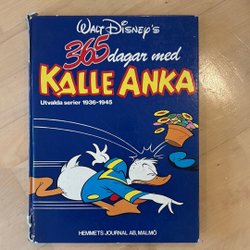 WALT DISNEY'S
365 dagar med
KALLE ANKA
Utvalda serier 1936-1945
HEMMETS JOURNAL AB, MALMÖ